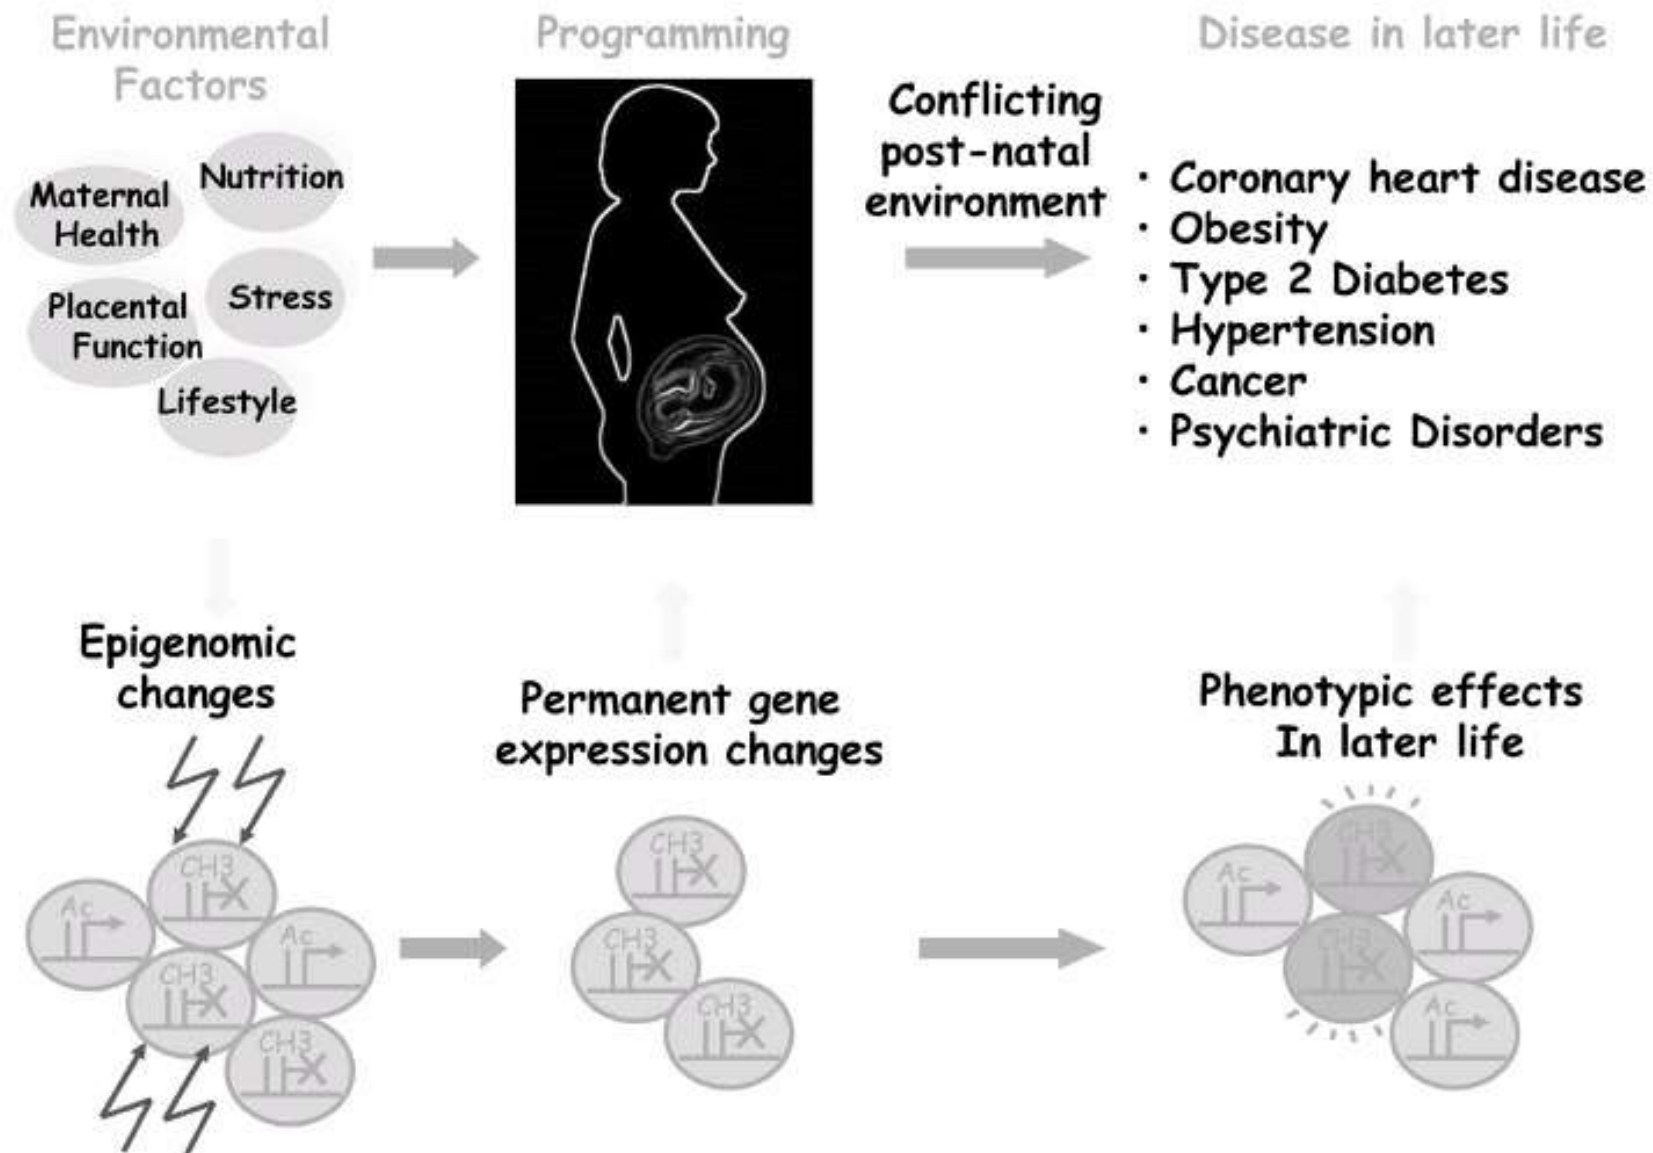 Environmental
Factors
Programming
Disease in later life
Maternal
Health
Nutrition
Placental
Function
Stress
Lifestyle
Conflicting
post-natal
environment
· Coronary heart disease
· Obesity
· Type 2 Diabetes
· Hypertension
· Cancer
· Psychiatric Disorders
Epigenomic
changes
Permanent gene
expression changes
Phenotypic effects
In later life
Ac
CH3
Ac
CH3
CH3
CH3
CH3
CH3
Ac
CH3
Ac
CH3
Ac